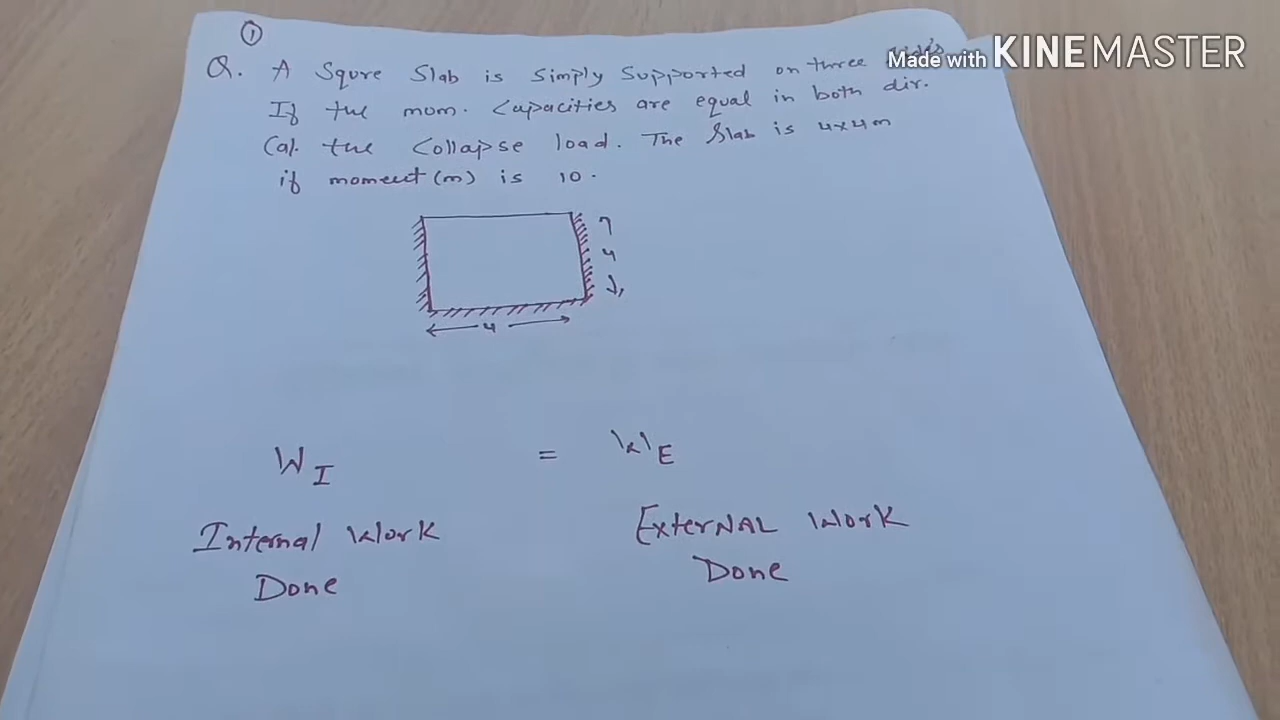 ①
Q. A Squre Slab is Simply Supported on three
Made with KINEMASTER
If the mom. Capacities are equal in both dir.
Cal. the Collapse load. The Slab is 4x4m
if moment (m) is 10.
4
4
WI = WE
Internal Work
External Work
Done
Done